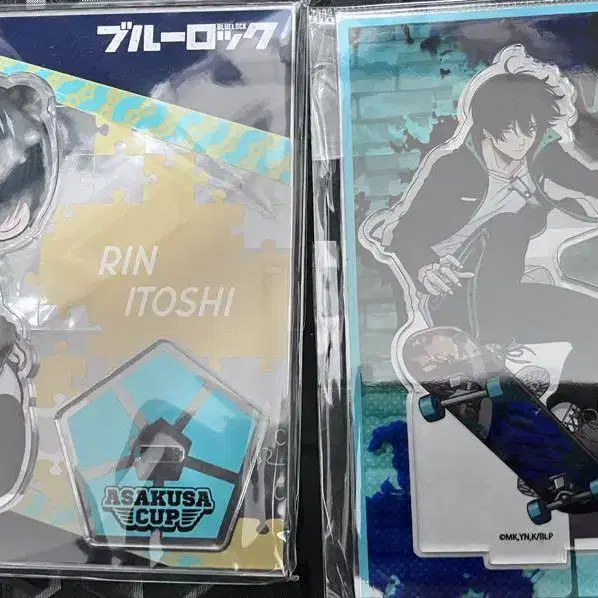 BLUELOCK
ブルーロック
RIN
ITOSHI
ASAKUSA
CUP
©MK,YN,K/BLP